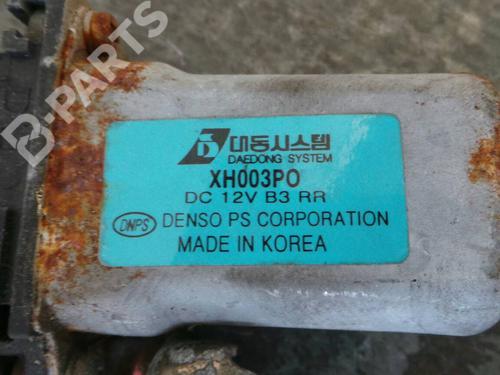 대동시스템
DAEDONG SYSTEM
XH003PO
DC 12V B3 RR
DNPS DENSO PS CORPORATION
MADE IN KOREA